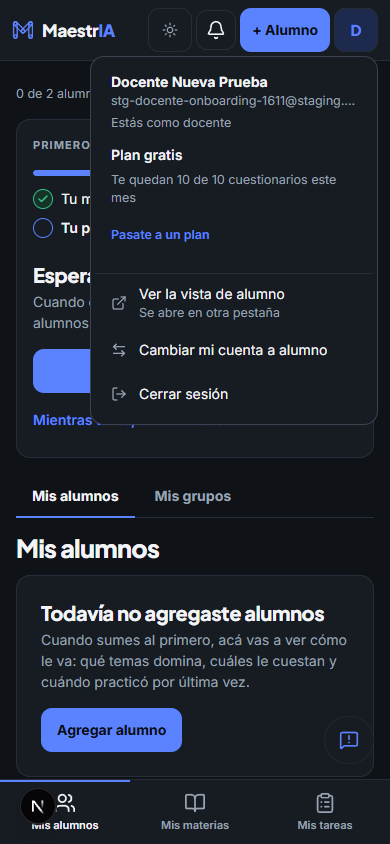 MaestrIA
+ Alumno
D
0 de 2 alumn
Docente Nueva Prueba
stg-docente-onboarding-1611@staging....
Estás como docente
Plan gratis
Te quedan 10 de 10 cuestionarios este
mes
Pasate a un plan
Ver la vista de alumno
Se abre en otra pestaña
Cambiar mi cuenta a alumno
Cerrar sesión
PRIMERO
Tu m
Tu p
Espera
Cuando
alumnos
Mientras
Mis alumnos
Mis grupos
Mis alumnos
Todavía no agregaste alumnos
Cuando sumes al primero, acá vas a ver cómo
le va: qué temas domina, cuáles le cuestan y
cuándo practicó por última vez.
Agregar alumno
N
Mis alumnos
Mis materias
Mis tareas